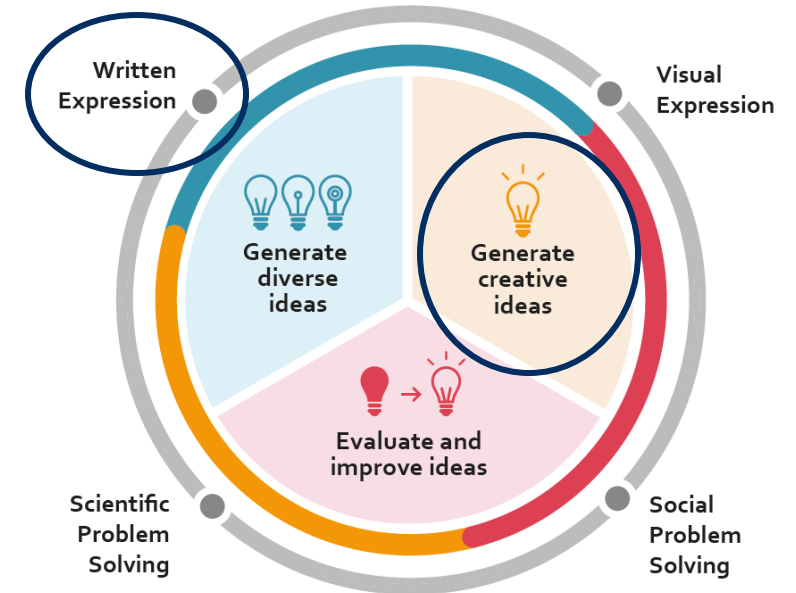 Written
Expression
Visual
Expression
Generate
diverse
ideas
Generate
creative
ideas
Evaluate and
improve ideas
Scientific
Problem
Solving
Social
Problem
Solving